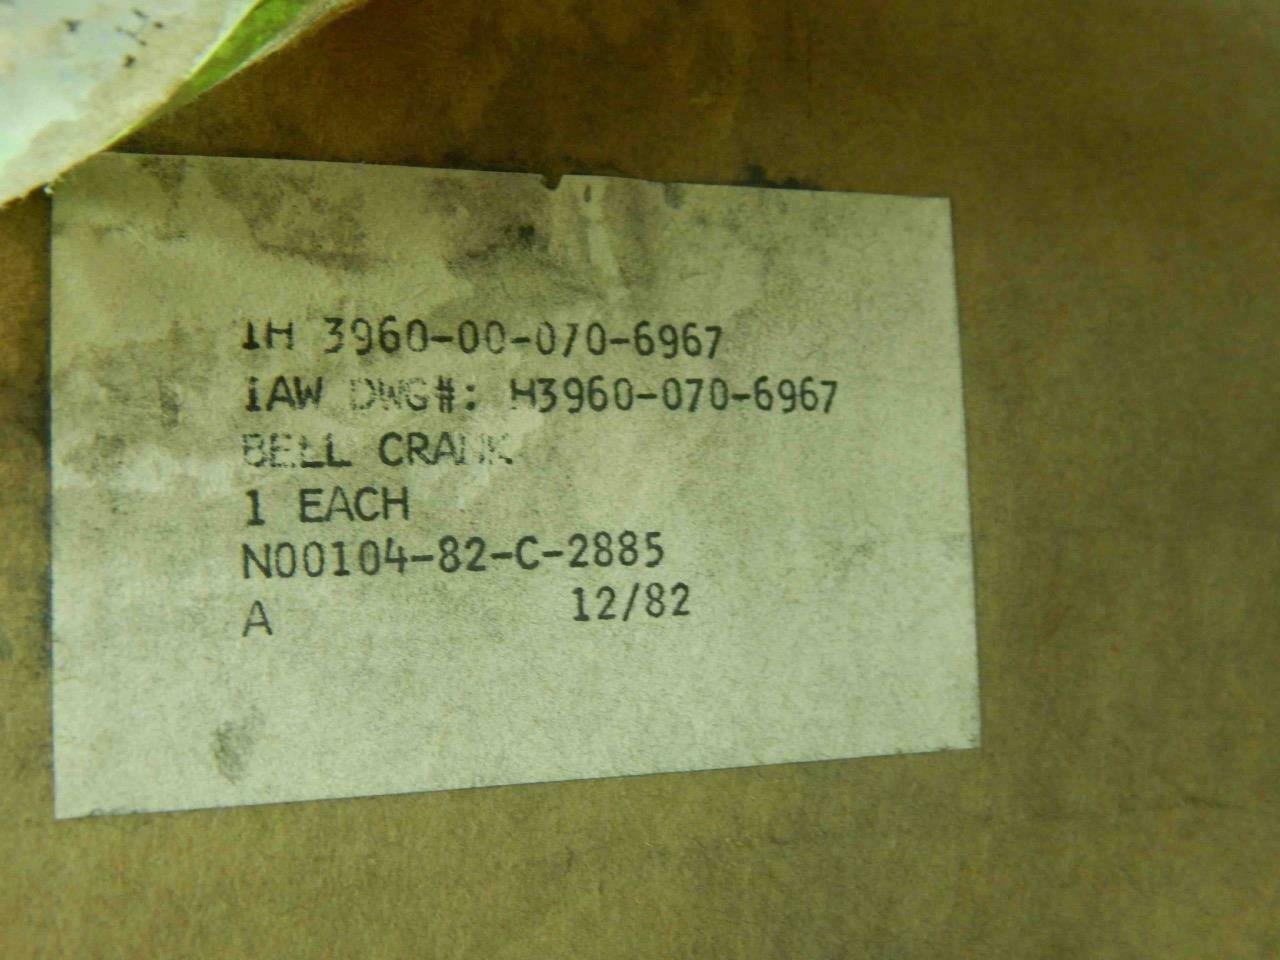 1H 3960-00-070-6967
IAW DWG#: H3960-070-6967
BELL CRANK
1 EACH
N00104-82-C-2885
A 12/82